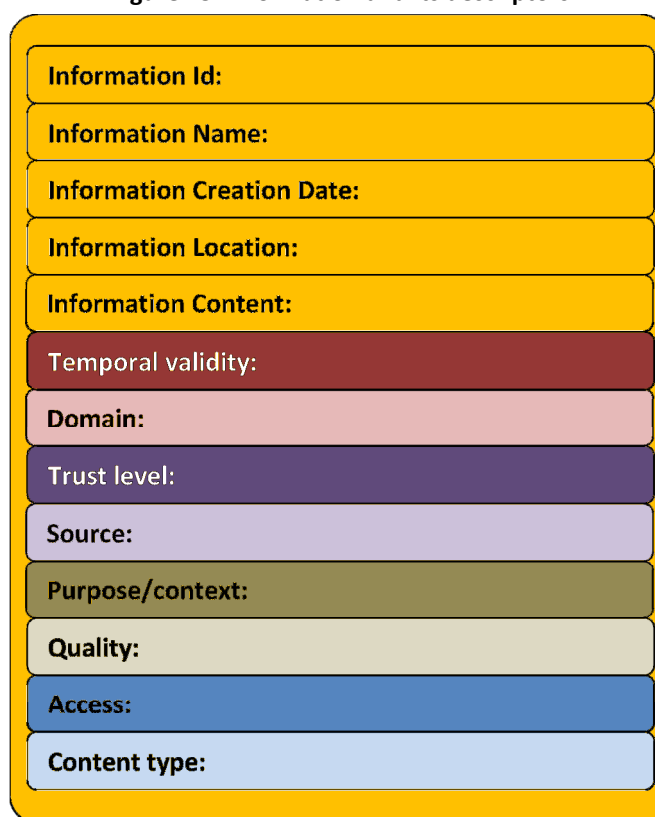 Information Id:
Information Name:
Information Creation Date:
Information Location:
Information Content:
Temporal validity:
Domain:
Trust level:
Source:
Purpose/context:
Quality:
Access:
Content type: